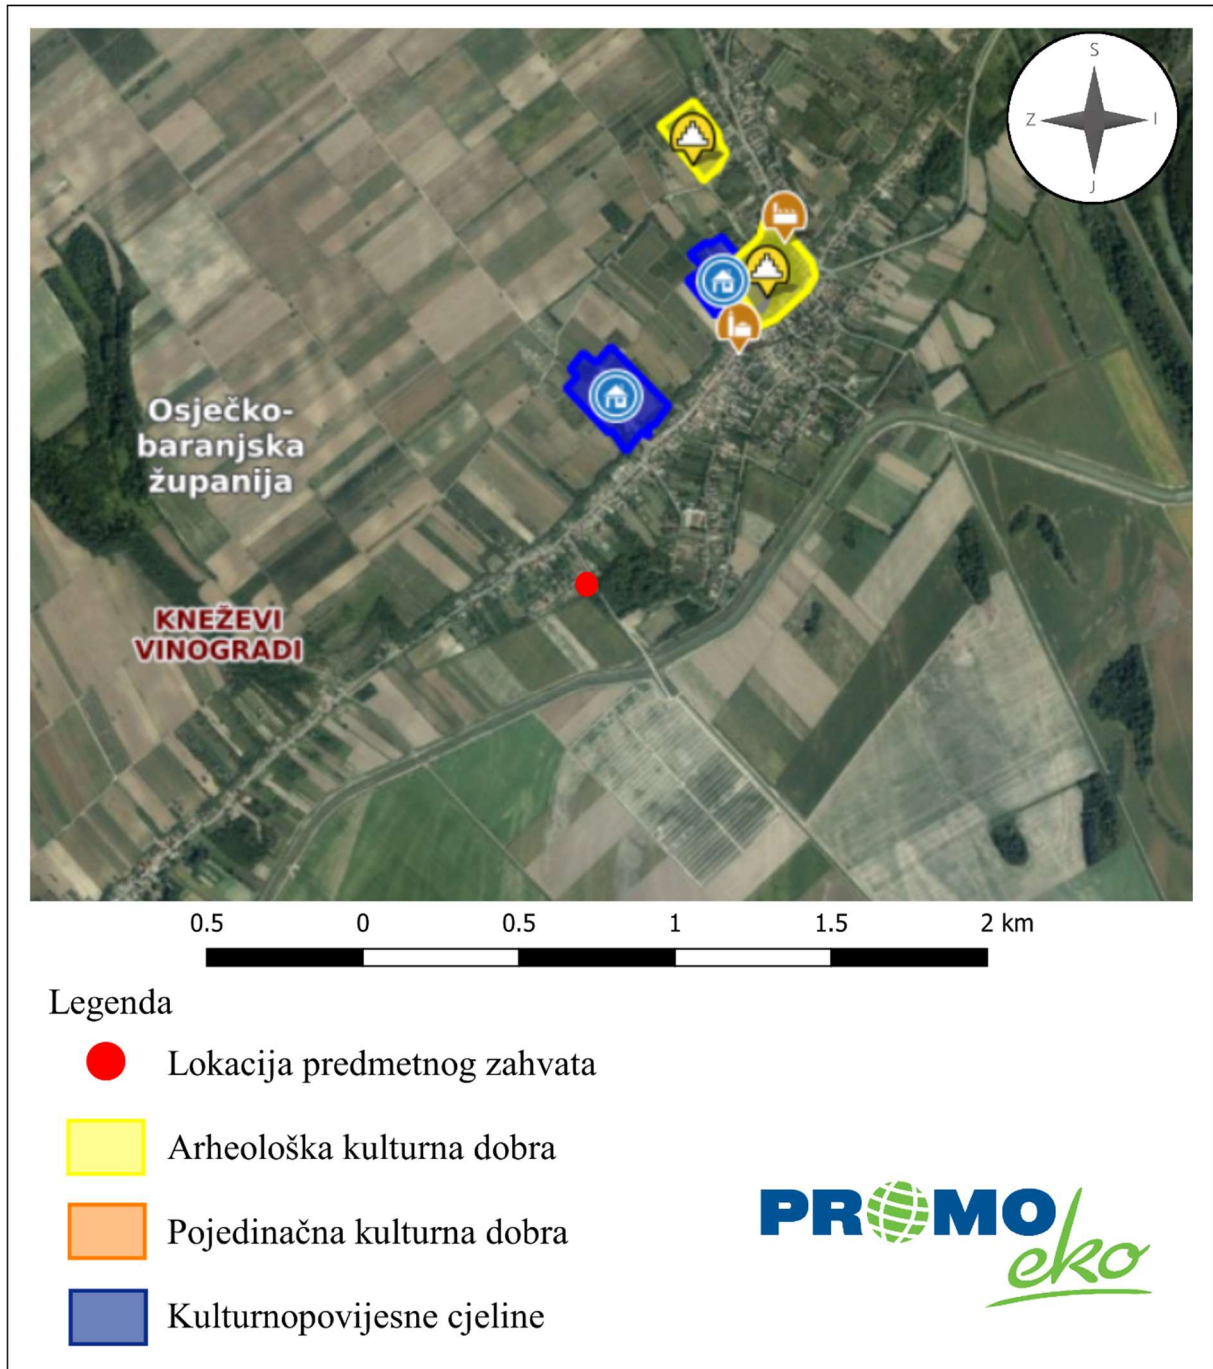 S
Z I
J
Osječko-
baranjska
županija
KNEŽEVI
VINOGRADI
0.5 0 0.5 1 1.5 2 km
Legenda
Lokacija predmetnog zahvata
Arheološka kulturna dobra
Pojedinačna kulturna dobra
Kulturnopovijesne cjeline
PROMO
eko